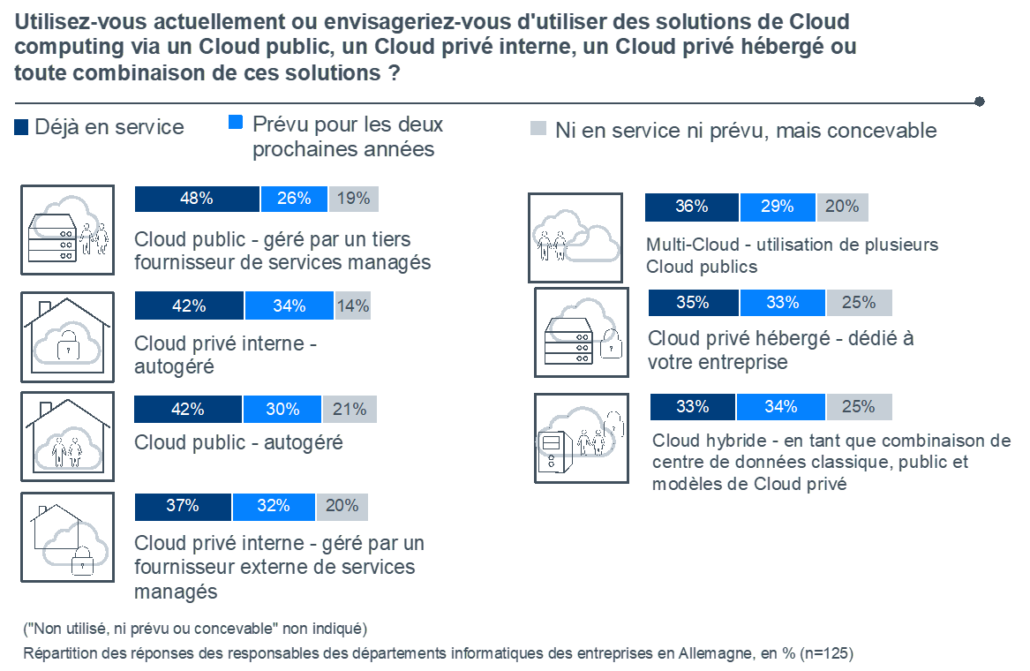 Utilisez-vous actuellement ou envisageriez-vous d'utiliser des solutions de Cloud
computing via un Cloud public, un Cloud privé interne, un Cloud privé hébergé ou
toute combinaison de ces solutions ?
Déjà en service
Prévu pour les deux
prochaines années
Ni en service ni prévu, mais concevable
48% 26% 19%
Cloud public - géré par un tiers
fournisseur de services managés
42% 34% 14%
Cloud privé interne -
autogéré
42% 30% 21%
Cloud public - autogéré
37% 32% 20%
Cloud privé interne - géré par un
fournisseur externe de services
managés
36% 29% 20%
Multi-Cloud - utilisation de plusieurs
Cloud publics
35% 33% 25%
Cloud privé hébergé - dédié à
votre entreprise
33% 34% 25%
Cloud hybride - en tant que combinaison de
centre de données classique, public et
modèles de Cloud privé
("Non utilisé, ni prévu ou concevable" non indiqué)
Répartition des réponses des responsables des départements informatiques des entreprises en Allemagne, en % (n=125)